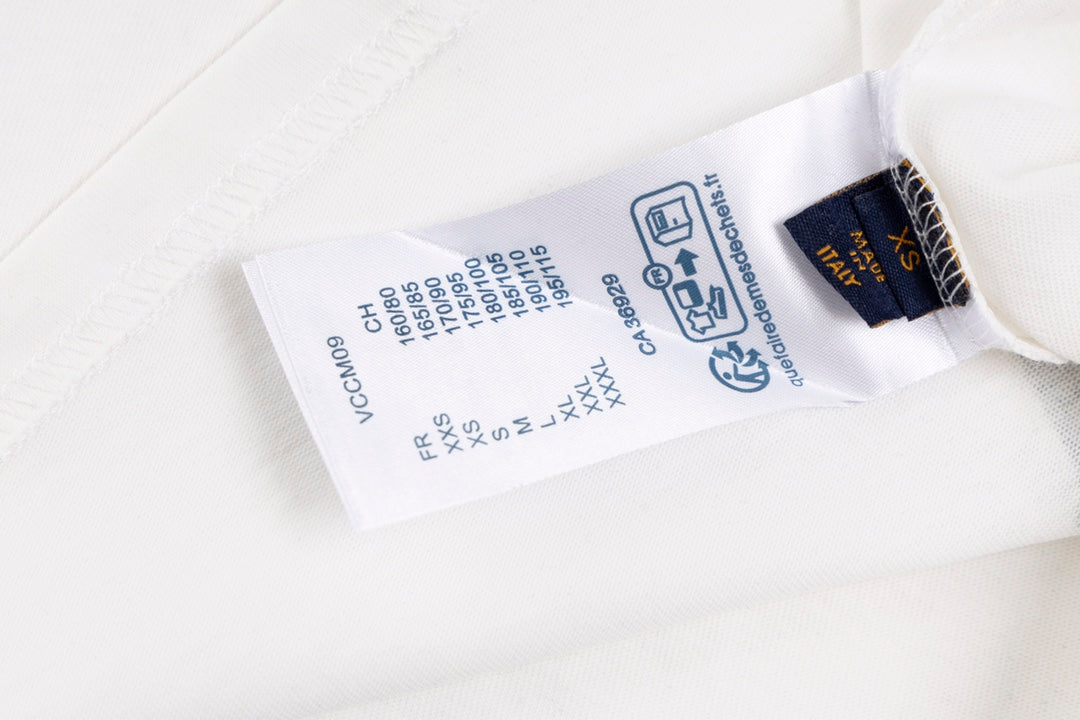 VCCM09
FR CH
XXS 160/80
XS 165/85
S 170/90
M 175/95
L 180/100
XL 185/105
XXL 190/110
XXXL 195/115
CA 36929
FR
quefairedemesdechets.fr
XS
MADE
IN
ITALY